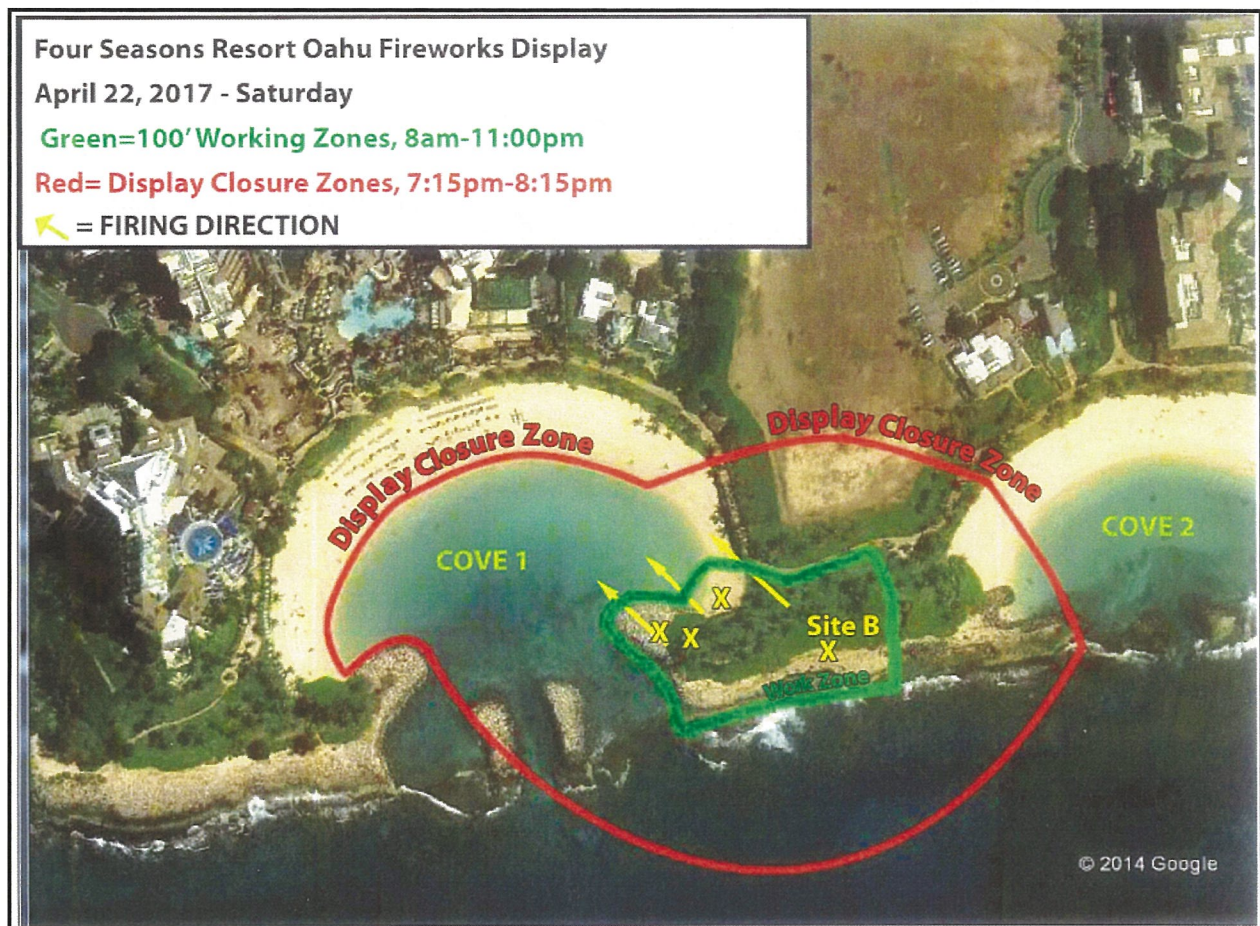 Four Seasons Resort Oahu Fireworks Display
April 22, 2017 - Saturday
Green=100' Working Zones, 8am-11:00pm
Red= Display Closure Zones, 7:15pm-8:15pm
= FIRING DIRECTION
Display Closure Zone
Display Closure Zone
COVE 1
COVE 2
X
X
X
Site B
X
Work Zone
© 2014 Google